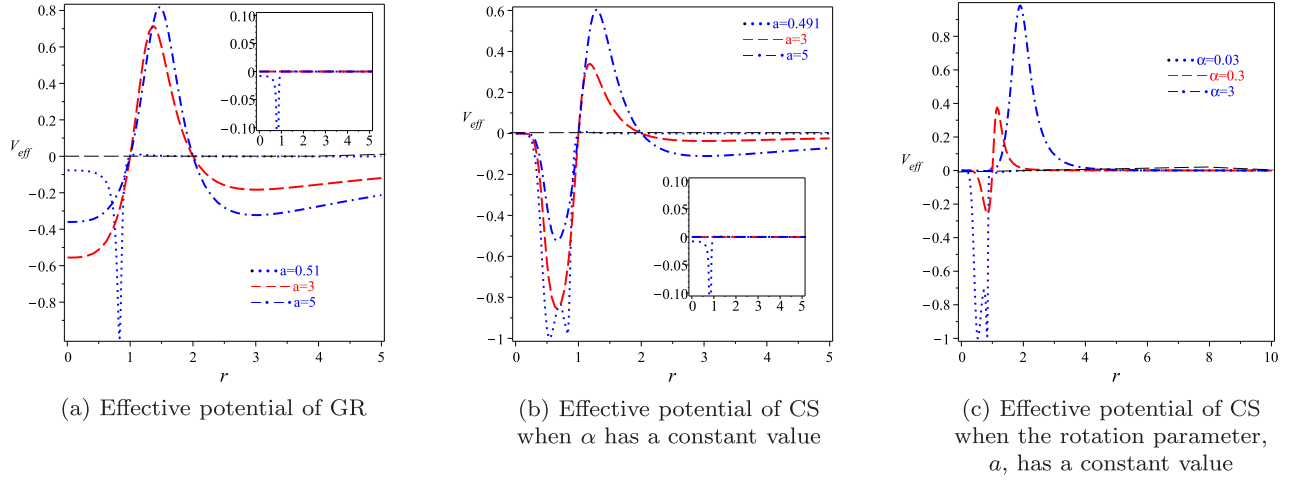 0.8
0.6
0.4
0.2
0
−0.2
−0.4
−0.6
−0.8
V_eff
0 1 2 3 4 5
r
0.10
0.05
0
−0.05
−0.10
0 1 2 3 4 5
a=0.51
a=3
a=5
(a) Effective potential of GR
0.6
0.4
0.2
0
−0.2
−0.4
−0.6
−0.8
−1
V_eff
0 1 2 3 4 5
r
a=0.491
a=3
a=5
0.10
0.05
0
−0.05
−0.10
0 1 2 3 4 5
(b) Effective potential of CS
when α has a constant value
0.8
0.6
0.4
0.2
0
−0.2
−0.4
−0.6
−0.8
−1
V_eff
0 2 4 6 8 10
r
α=0.03
α=0.3
α=3
(c) Effective potential of CS
when the rotation parameter,
a, has a constant value